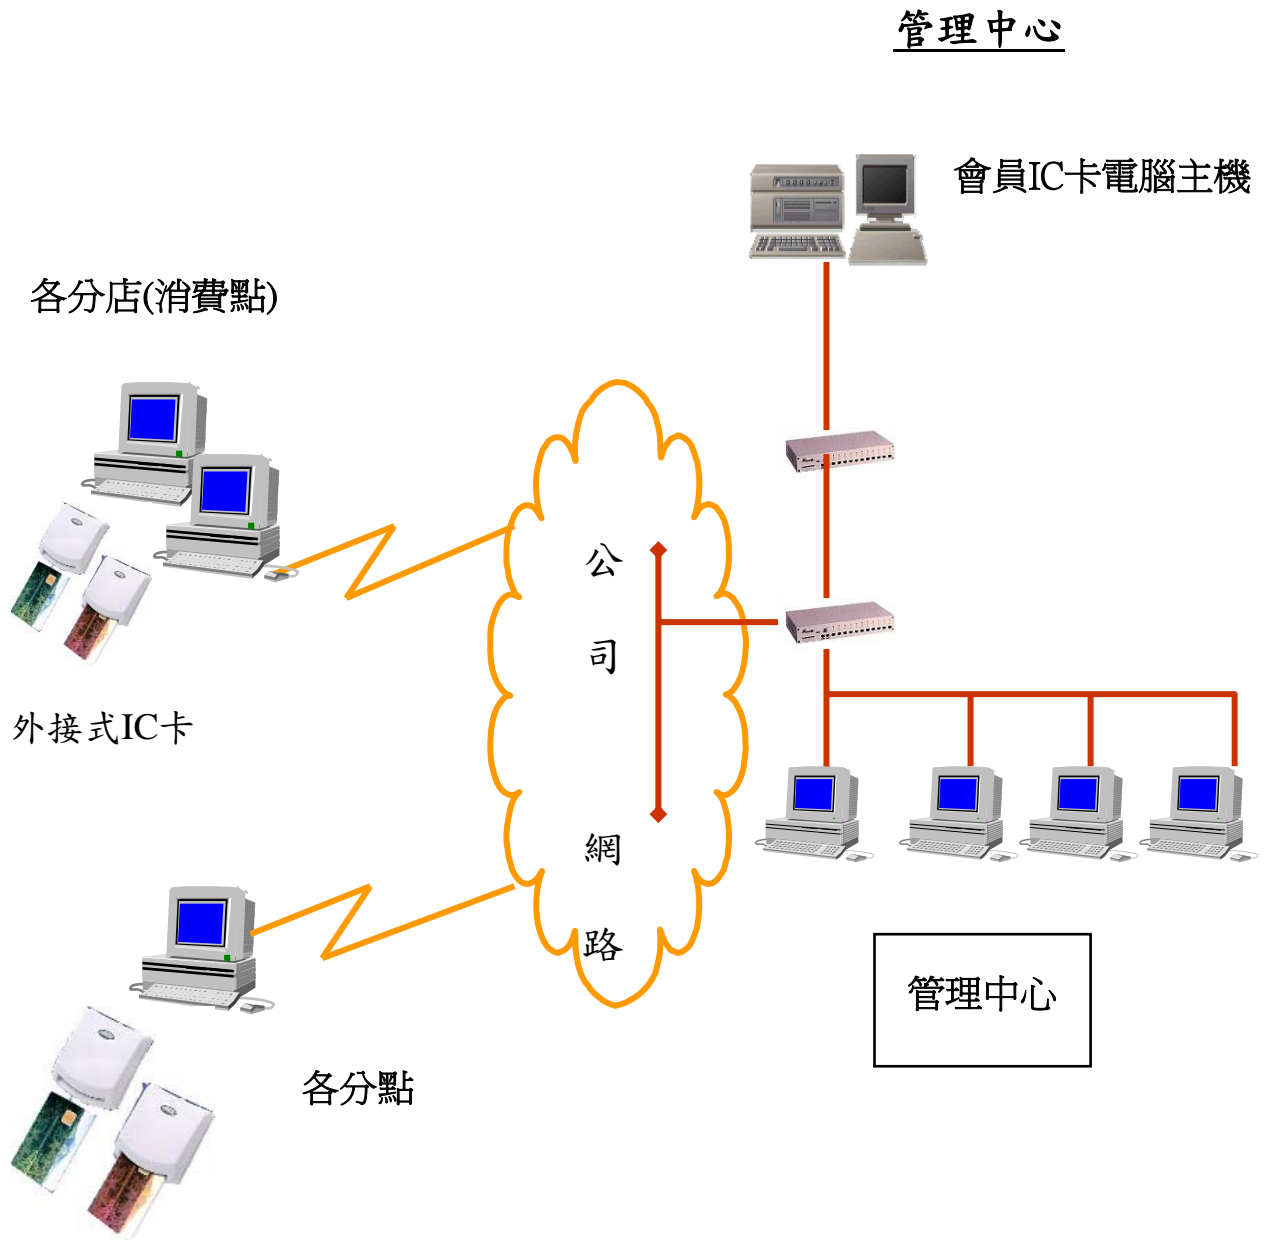 管理中心
會員IC卡電腦主機
各分店(消費點)
公
司
網
路
外接式IC卡
管理中心
各分點